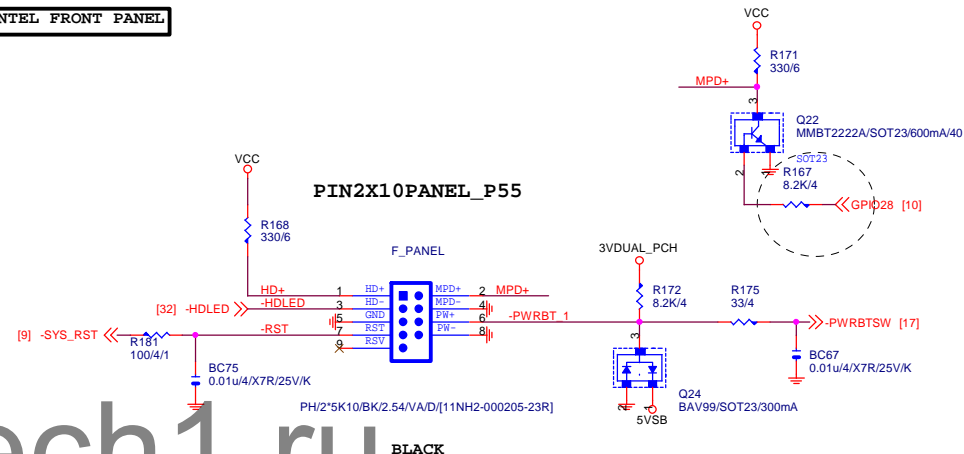 NTEL FRONT PANEL
VCC
R171
330/6
MPD+
3
Q22
MMBT2222A/SOT23/600mA/40
SOT23
2
1
R167
8.2K/4
GPIO28 [10]
VCC
PIN2X10PANEL_P55
R168
330/6
F_PANEL
3VDUAL_PCH
HD+ 1 HD+ MPD+ 2 MPD+
[32] -HDLED -HDLED 3 HD- MPD- 4
5 GND PW+ 6 -PWRBT_1
[9] -SYS_RST -RST 7 RST PW- 8
9 RSV
R181
100/4/1
R172
8.2K/4
R175
33/4
-PWRBTSW [17]
BC75
0.01u/4/X7R/25V/K
3
BC67
0.01u/4/X7R/25V/K
Q24
BAV99/SOT23/300mA
2
1
5VSB
PH/2*5K10/BK/2.54/VA/D/[11NH2-000205-23R]
BLACK
ech1.ru